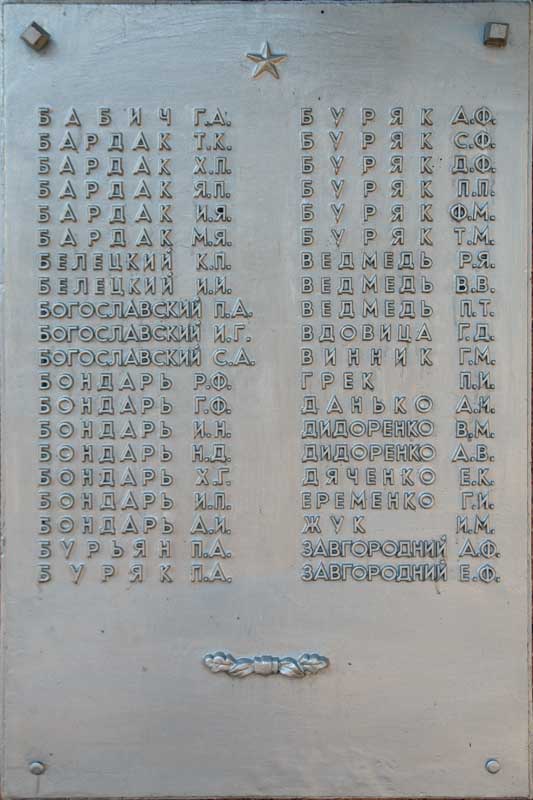 БАБИЧ Г.А.
БАРДАК Т.К.
БАРДАК Х.П.
БАРДАК Я.П.
БАРДАК И.Я.
БАРДАК М.Я.
БЕЛЕЦКИЙ К.П.
БЕЛЕЦКИЙ И.И.
БОГОСЛАВСКИЙ П.А.
БОГОСЛАВСКИЙ И.Г.
БОГОСЛАВСКИЙ С.А.
БОНДАРЬ Р.Ф.
БОНДАРЬ Г.Ф.
БОНДАРЬ И.Н.
БОНДАРЬ Н.Д.
БОНДАРЬ Х.Г.
БОНДАРЬ И.П.
БОНДАРЬ А.И.
БУРЬЯН П.А.
БУРЯК П.А.
БУРЯК А.Ф.
БУРЯК С.Ф.
БУРЯК Д.Ф.
БУРЯК П.П.
БУРЯК Ф.М.
БУРЯК Т.М.
ВЕДМЕДЬ Р.Я.
ВЕДМЕДЬ В.В.
ВЕДМЕДЬ П.Т.
ВДОВИЦА Г.Д.
ВИННИК Г.М.
ГРЕК П.И.
ДАНЬКО А.И.
ДИДОРЕНКО В.М.
ДИДОРЕНКО А.В.
ДЯЧЕНКО Е.К.
ЕРЕМЕНКО Г.И.
ЖУК И.М.
ЗАВГОРОДНИЙ А.Ф.
ЗАВГОРОДНИЙ Е.Ф.